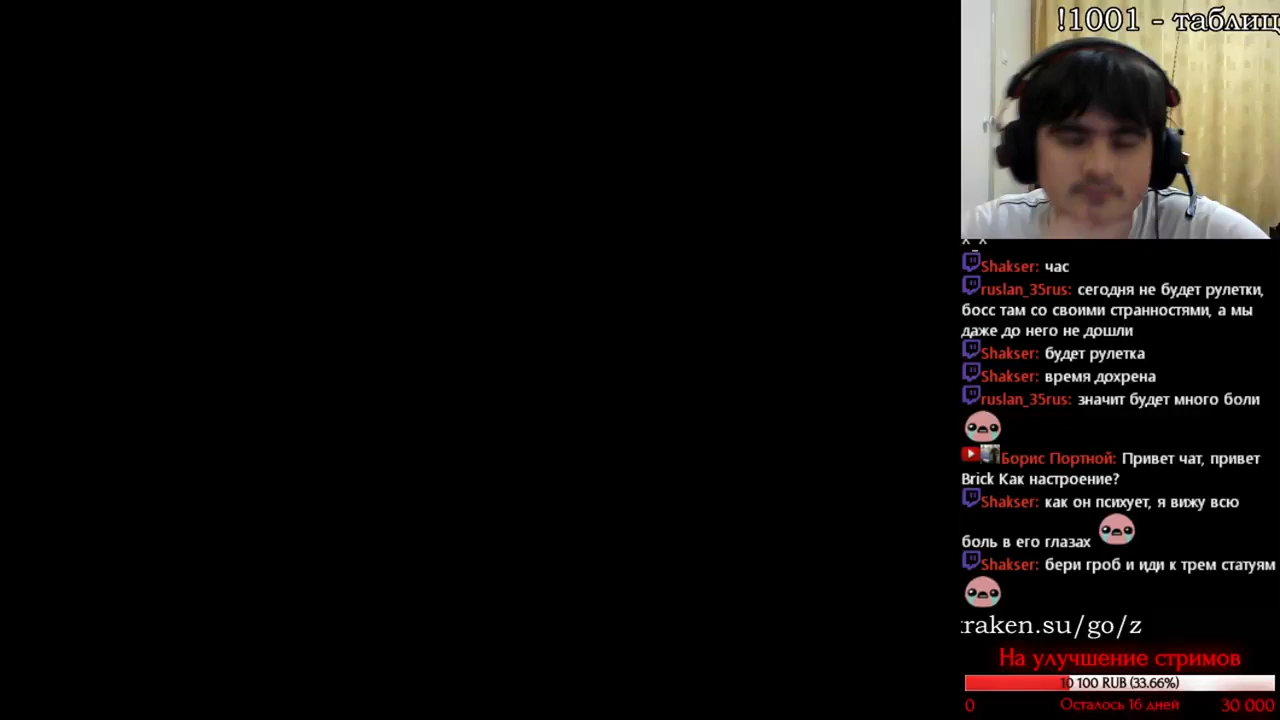 !1001 - таблиц
Shakser: час
ruslan_35rus: сегодня не будет рулетки,
босс там со своими странностями, а мы
даже до него не дошли
Shakser: будет рулетка
Shakser: время дохрена
ruslan_35rus: значит будет много боли
Борис Портной: Привет чат, привет
Brick Как настроение?
Shakser: как он психует, я вижу всю
боль в его глазах
Shakser: бери гроб и иди к трем статуям
raken.su/go/z
На улучшение стримов
10 100 RUB (33.66%)
0 Осталось 16 дней 30 000